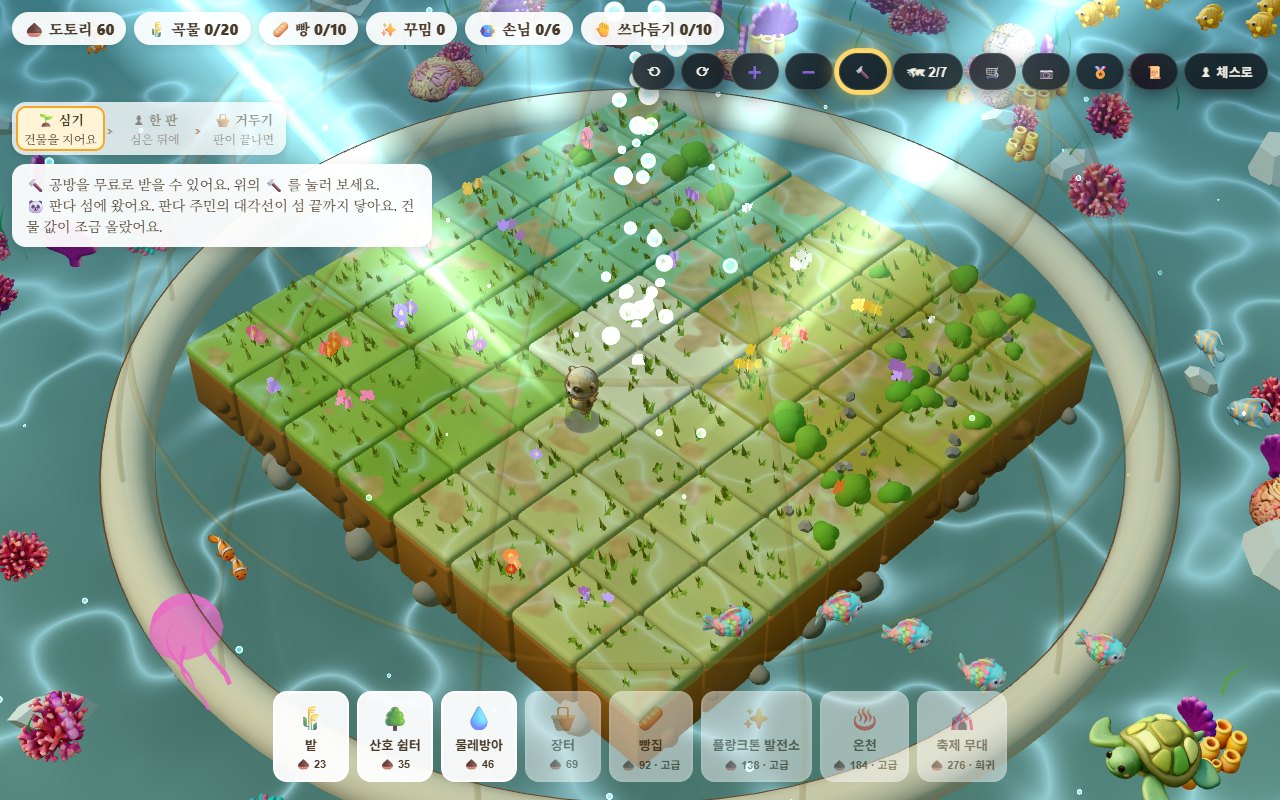 도토리 60
곡물 0/20
빵 0/10
꾸밈 0
손님 0/6
쓰다듬기 0/10
2/7
체스로
심기
건물을 지어요
한 판
심은 뒤에
거두기
판이 끝나면
공방을 무료로 받을 수 있어요. 위의 를 눌러 보세요.
판다 섬에 왔어요. 판다 주민의 대각선이 섬 끝까지 닿아요. 건
물 값이 조금 올랐어요.
밭
23
산호 쉼터
35
물레방아
46
장터
69
빵집
92 · 고급
플랑크톤 발전소
138 · 고급
온천
184 · 고급
축제 무대
276 · 희귀